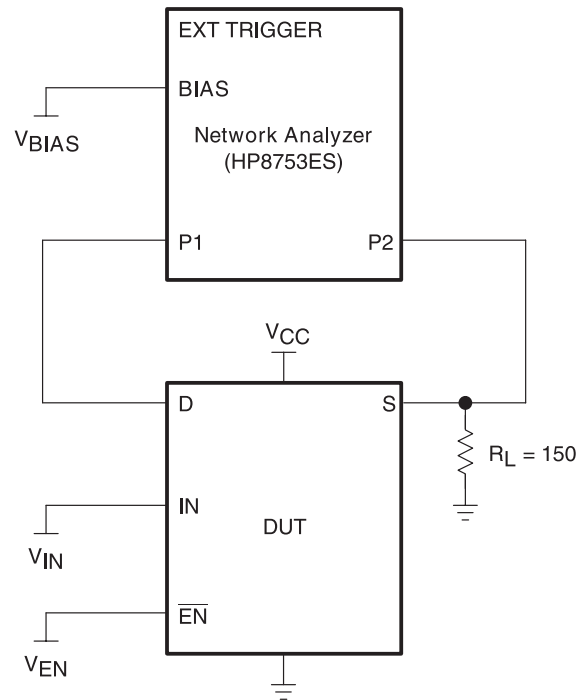 EXT TRIGGER
BIAS
VBIAS
Network Analyzer
(HP8753ES)
P1
P2
VCC
D
S
RL = 150
IN
DUT
VIN
EN
VEN